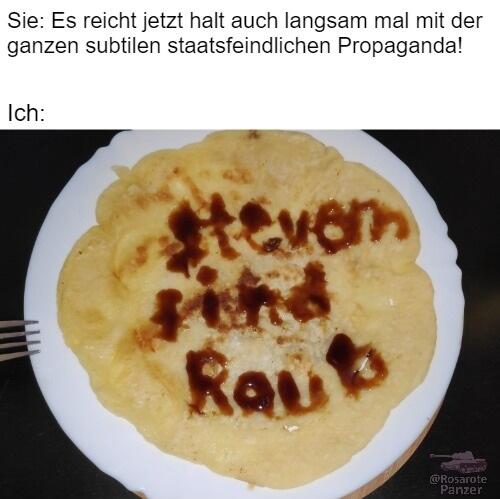 Sie: Es reicht jetzt halt auch langsam mal mit der
ganzen subtilen staatsfeindlichen Propaganda!
Ich:
Steuern
sind
Raub
@Rosarote
Panzer